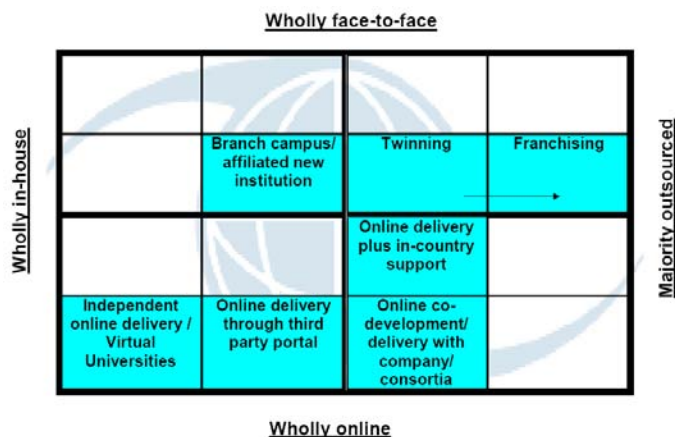 Wholly face-to-face
Wholly in-house
Majority outsourced
Branch campus/
affiliated new
institution
Twinning
Franchising
Online delivery
plus in-country
support
Independent
online delivery /
Virtual
Universities
Online delivery
through third
party portal
Online co-
development/
delivery with
company/
consortia
Wholly online